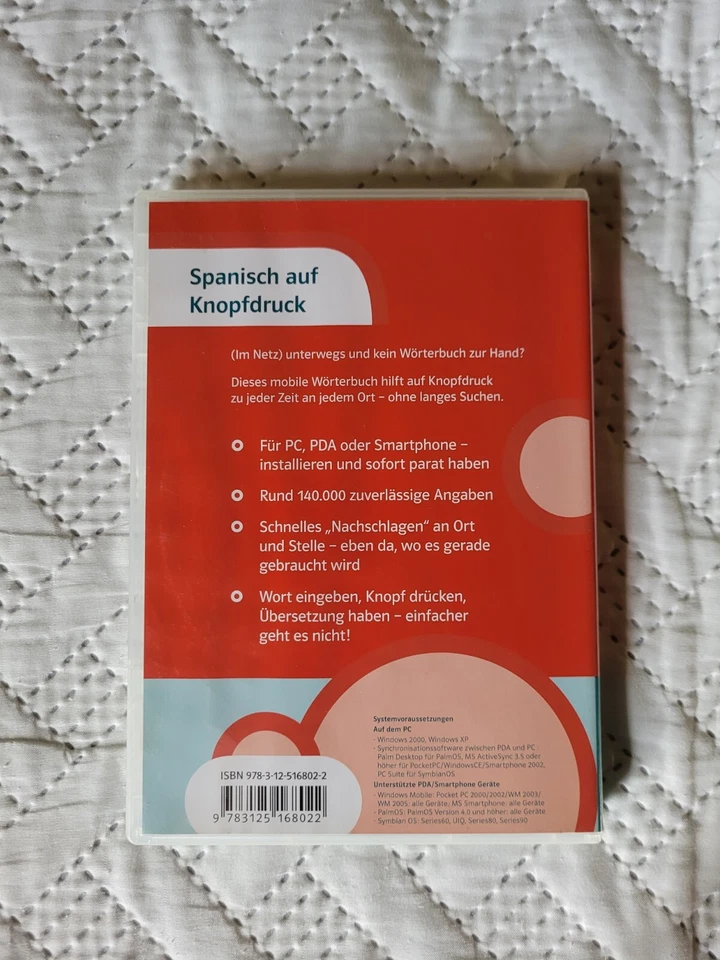 Spanisch auf
Knopfdruck
(Im Netz) unterwegs und kein Wörterbuch zur Hand?
Dieses mobile Wörterbuch hilft auf Knopfdruck
zu jeder Zeit an jedem Ort – ohne langes Suchen.
Für PC, PDA oder Smartphone –
installieren und sofort parat haben
Rund 140.000 zuverlässige Angaben
Schnelles „Nachschlagen“ an Ort
und Stelle – eben da, wo es gerade
gebraucht wird
Wort eingeben, Knopf drücken,
Übersetzung haben – einfacher
geht es nicht!
Systemvoraussetzungen
Auf dem PC
· Windows 2000, Windows XP
· Synchronisationssoftware zwischen PDA und PC
Palm Desktop für PalmOS, MS ActiveSync 3.5 oder
höher für PocketPC/WindowsCE/Smartphone 2002,
PC Suite für SymbianOS
Unterstützte PDA/Smartphone Geräte
· Windows Mobile: Pocket PC 2000/2002/WM 2003/
WM 2005: alle Geräte; MS Smartphone: alle Geräte
· PalmOS: PalmOS Version 4.0 und höher: alle Geräte
· Symbian OS: Series60, UIQ, Series80, Series90
ISBN 978-3-12-516802-2
9 783125 168022